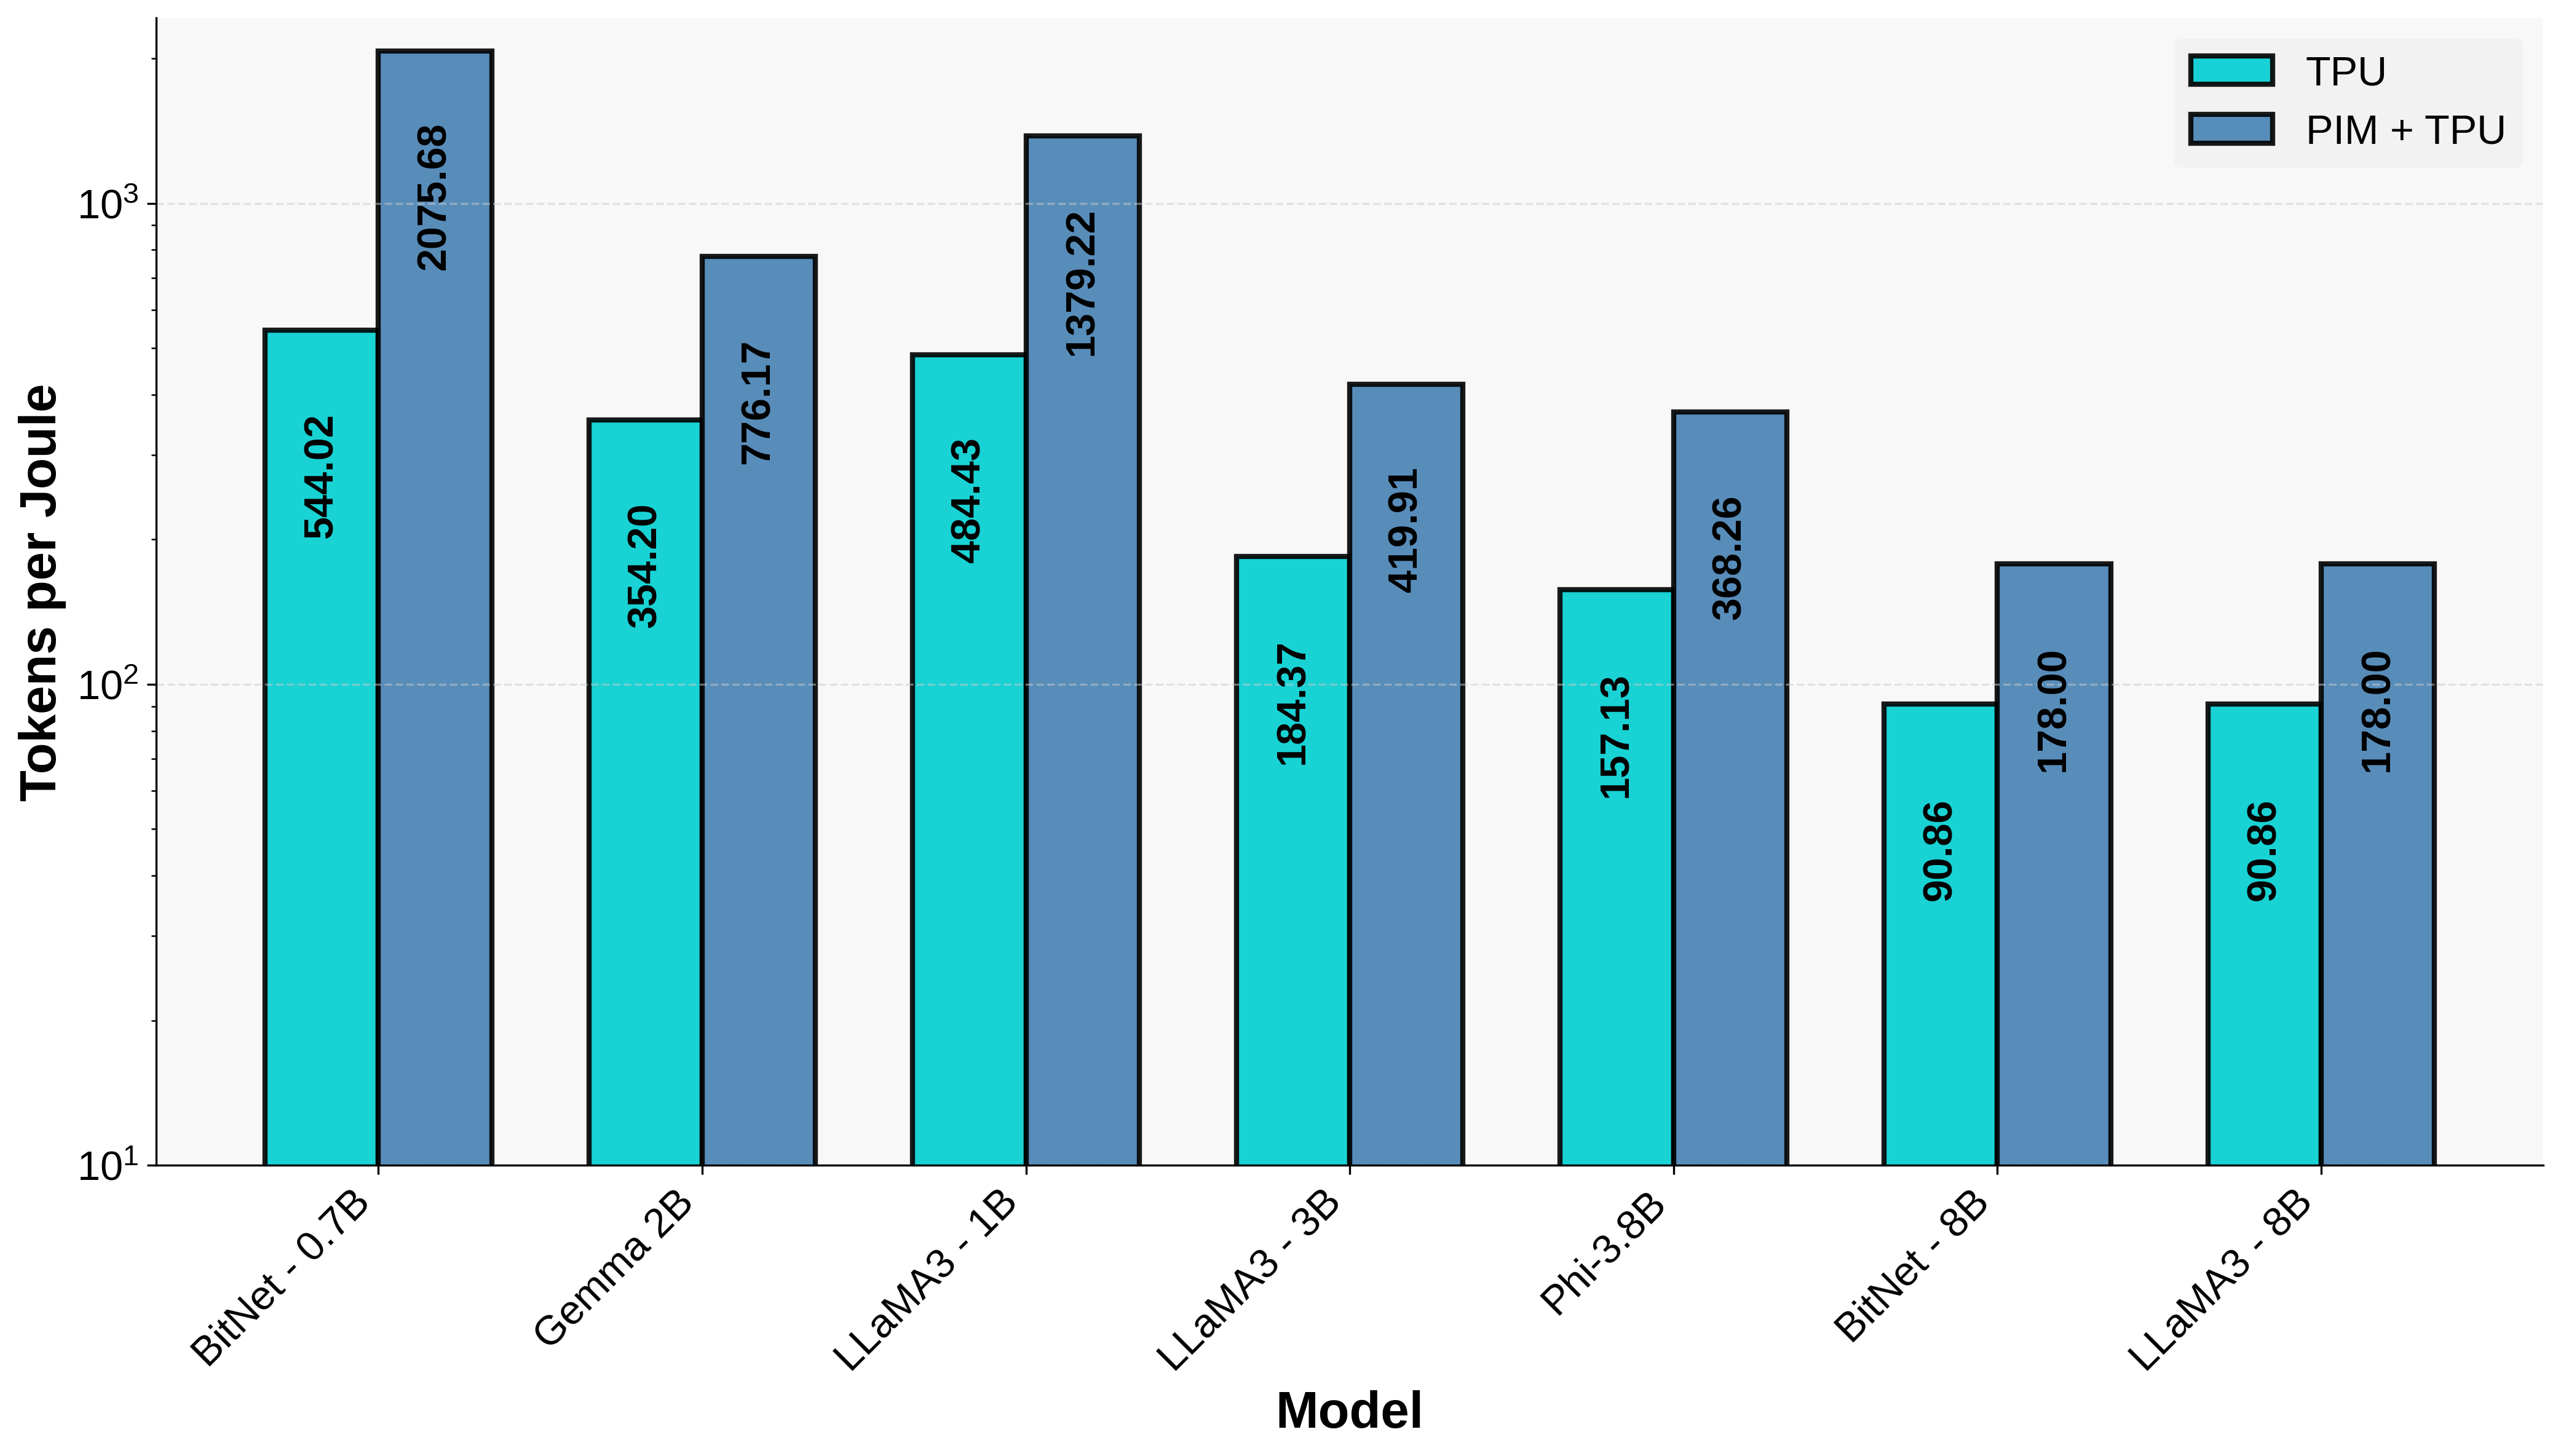 TPU
PIM + TPU
Tokens per Joule
10³
10²
10¹
544.02
2075.68
354.20
776.17
484.43
1379.22
184.37
419.91
157.13
368.26
90.86
178.00
90.86
178.00
BitNet - 0.7B
Gemma 2B
LLaMA3 - 1B
LLaMA3 - 3B
Phi-3.8B
BitNet - 8B
LLaMA3 - 8B
Model